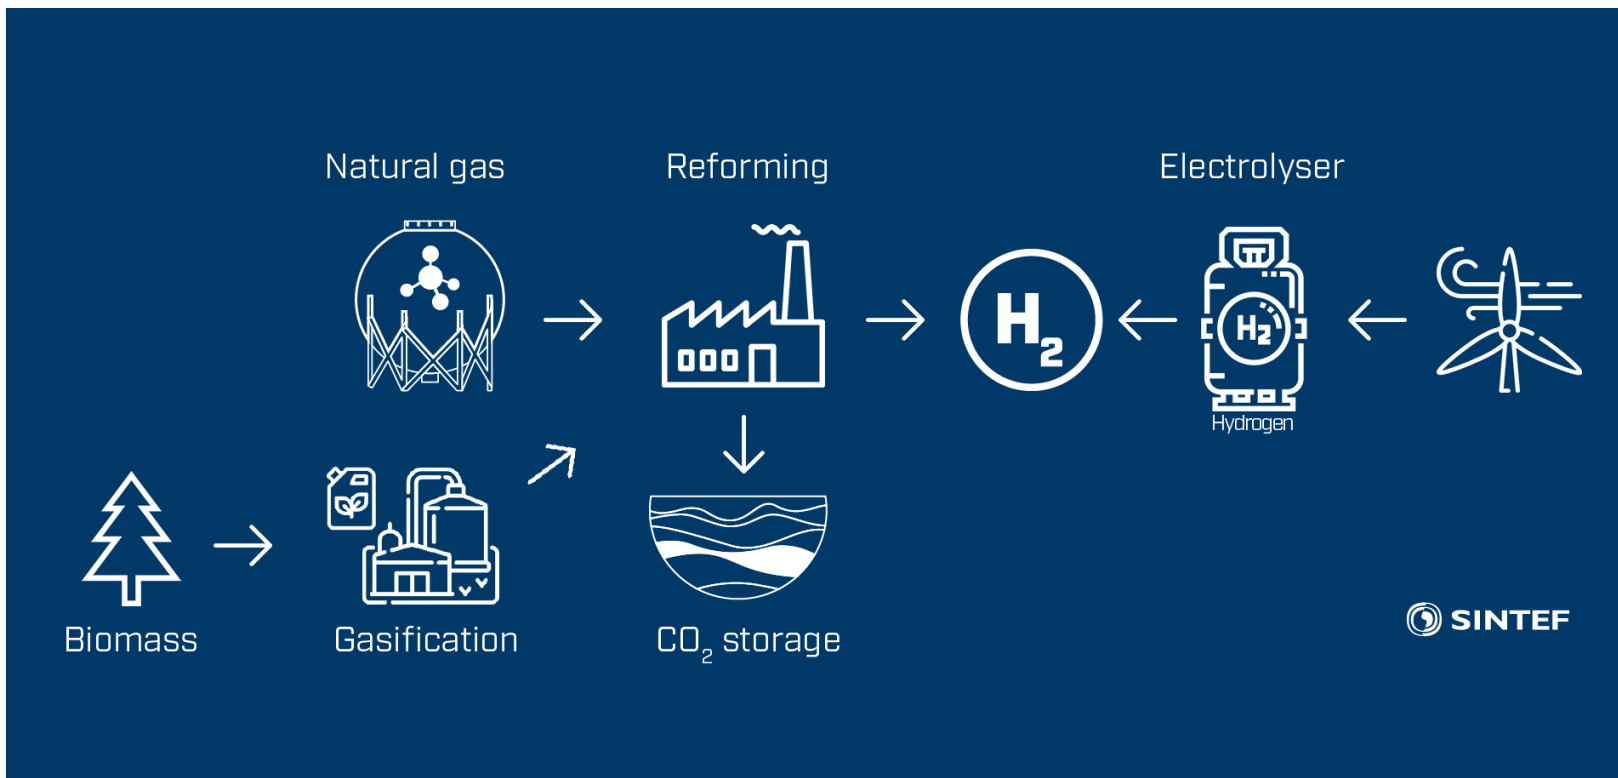 Natural gas
Reforming
Electrolyser
H₂
H₂
Hydrogen
Biomass
Gasification
CO₂ storage
SINTEF